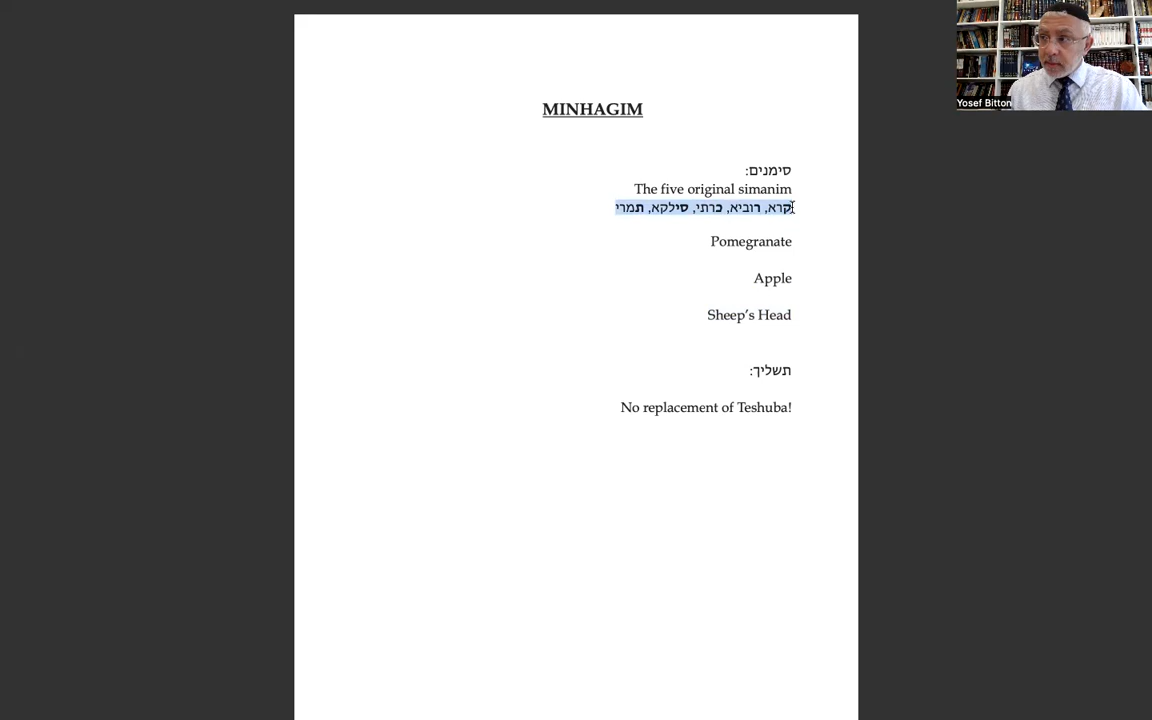 Yosef Bitton
MINHAGIM
סימנים:
The five original simanim
קרא, רוביא, כרתי, סילקא, תמרי
Pomegranate
Apple
Sheep’s Head
תשליך:
No replacement of Teshuba!